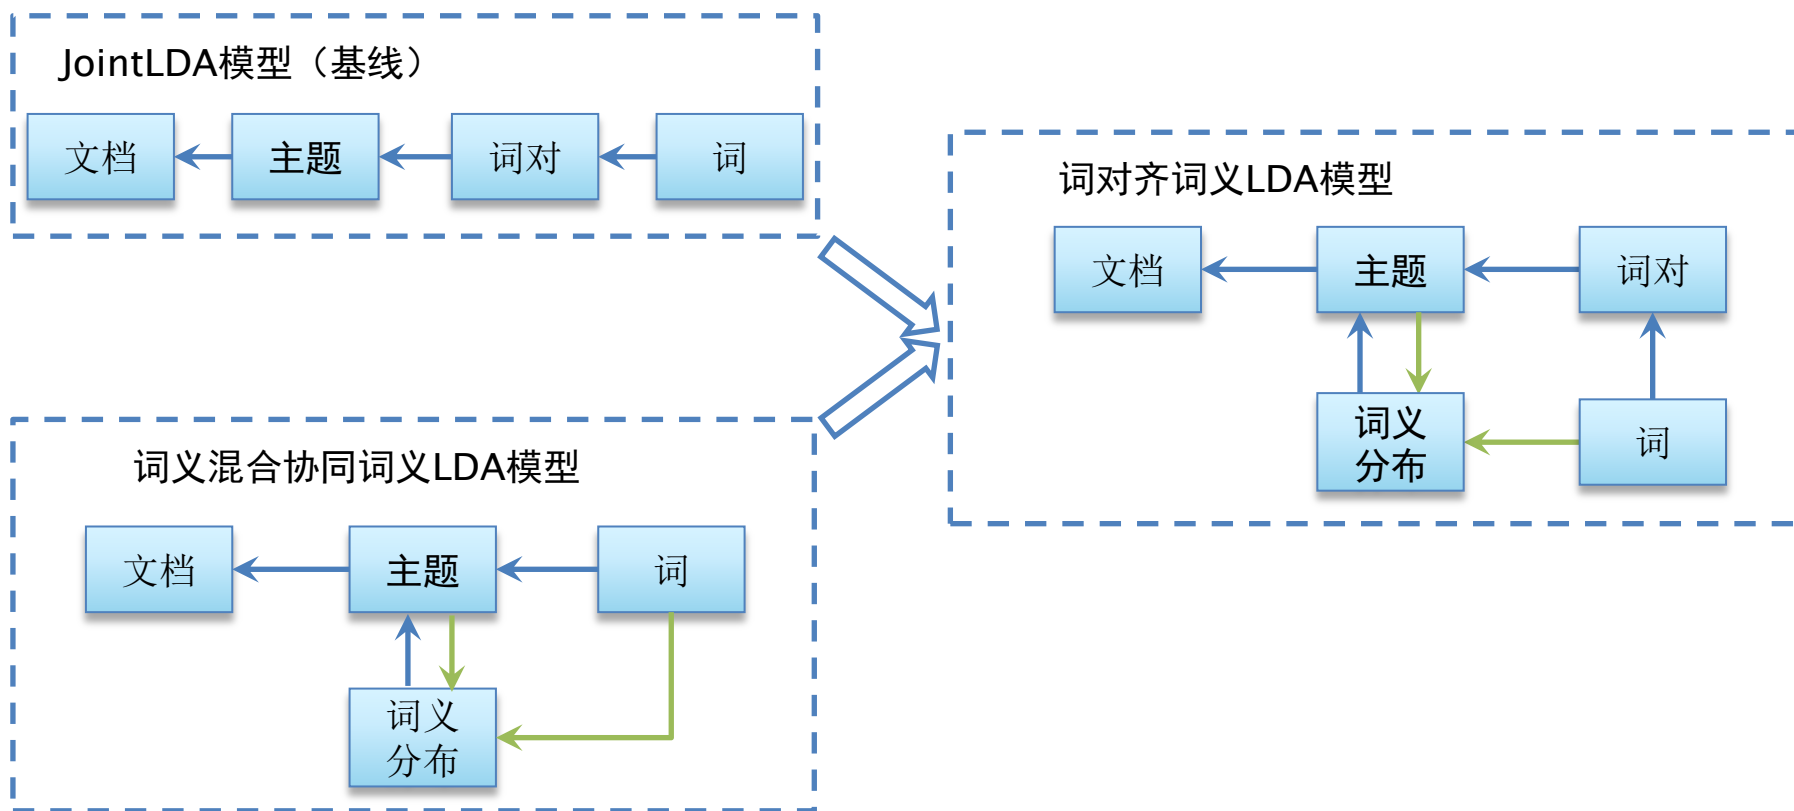 JointLDA模型（基线）
文档
主题
词对
词
词义混合协同词义LDA模型
文档
主题
词
词义
分布
词对齐词义LDA模型
文档
主题
词对
词义
分布
词